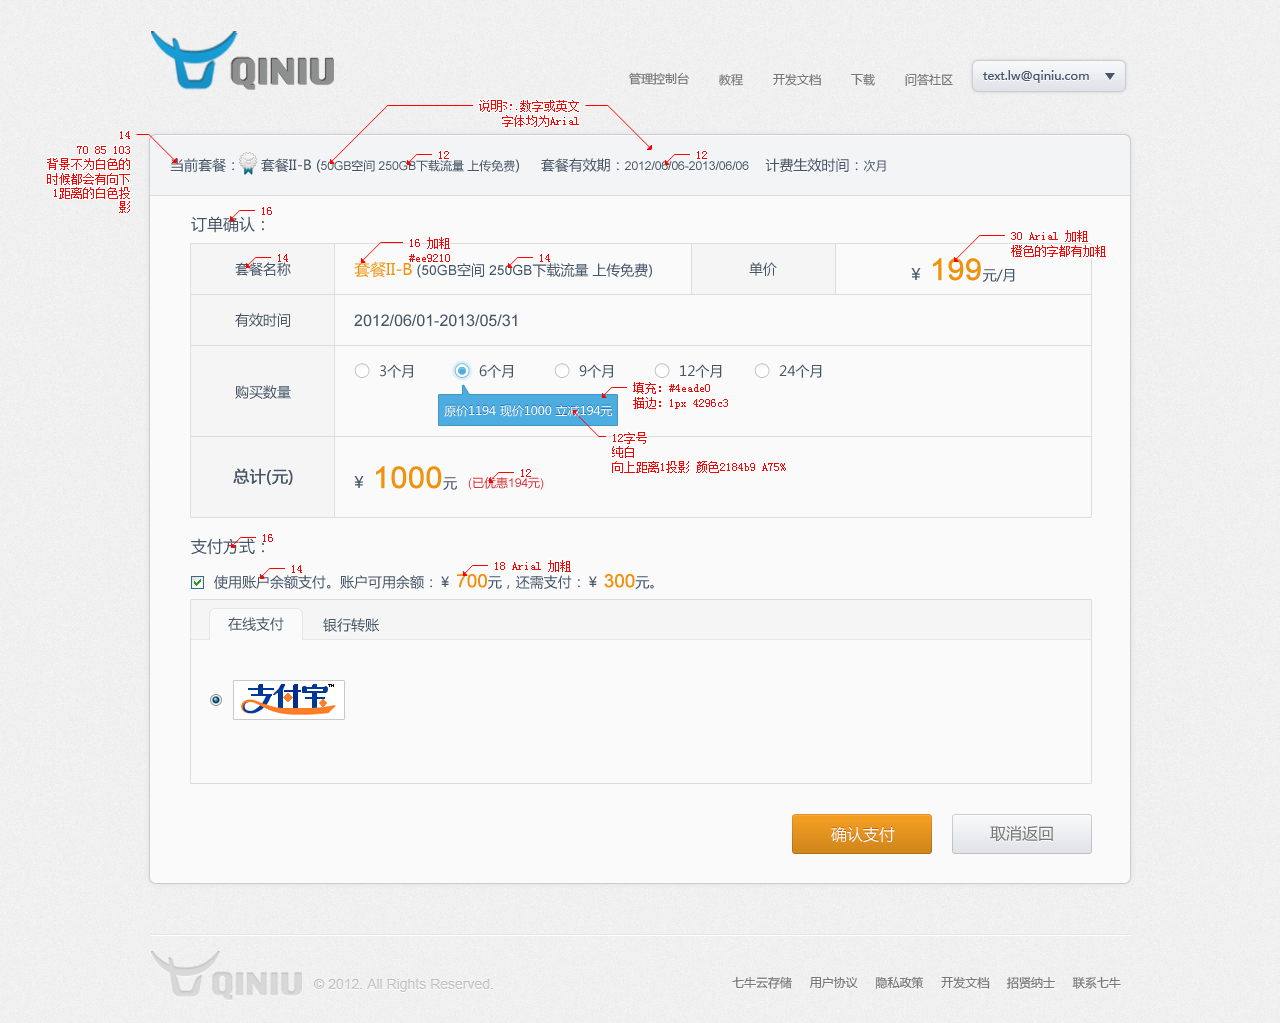 QINIU
管理控制台 教程 开发文档 下载 问答社区 text.lw@qiniu.com
数字或英文
字体均为Arial
14
70 85 103
背景不为白色的
时候都会有向下
1距离的白色投
影
当前套餐： 套餐II-B (50GB空间 250GB下载流量 上传免费) 套餐有效期：2012/06/06-2013/06/06 计费生效时间：次月
12
12
订单确认：
16
16 加粗
#ee9210
30 Arial 加粗
橙色的字都有加粗
套餐名称 套餐II-B (50GB空间 250GB下载流量 上传免费) 单价 ¥ 199元/月
14
14
有效时间 2012/06/01-2013/05/31
购买数量 3个月 6个月 9个月 12个月 24个月
原价1194 现价1000 立减194元
填充：#4eade0
描边：1px 4296c3
12字号
纯白
向上距离1投影 颜色2184b9 A75%
总计(元) ¥ 1000元 (已优惠194元)
12
支付方式：
16
14
18 Arial 加粗
使用账户余额支付。账户可用余额：¥ 700元，还需支付：¥ 300元。
在线支付 银行转账
支付宝™
确认支付 取消返回
QINIU © 2012. All Rights Reserved. 七牛云存储 用户协议 隐私政策 开发文档 招贤纳士 联系七牛